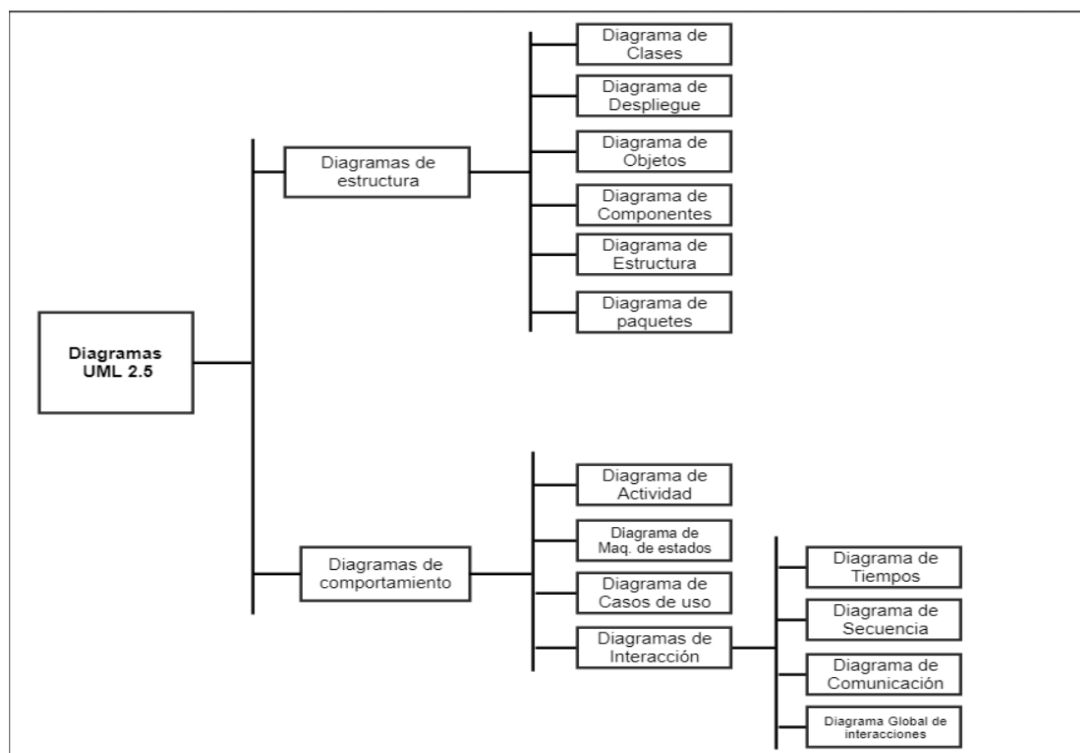 Diagramas
UML 2.5
Diagramas de
estructura
Diagrama de
Clases
Diagrama de
Despliegue
Diagrama de
Objetos
Diagrama de
Componentes
Diagrama de
Estructura
Diagrama de
paquetes
Diagramas de
comportamiento
Diagrama de
Actividad
Diagrama de
Maq. de estados
Diagrama de
Casos de uso
Diagramas de
Interacción
Diagrama de
Tiempos
Diagrama de
Secuencia
Diagrama de
Comunicación
Diagrama Global de
interacciones